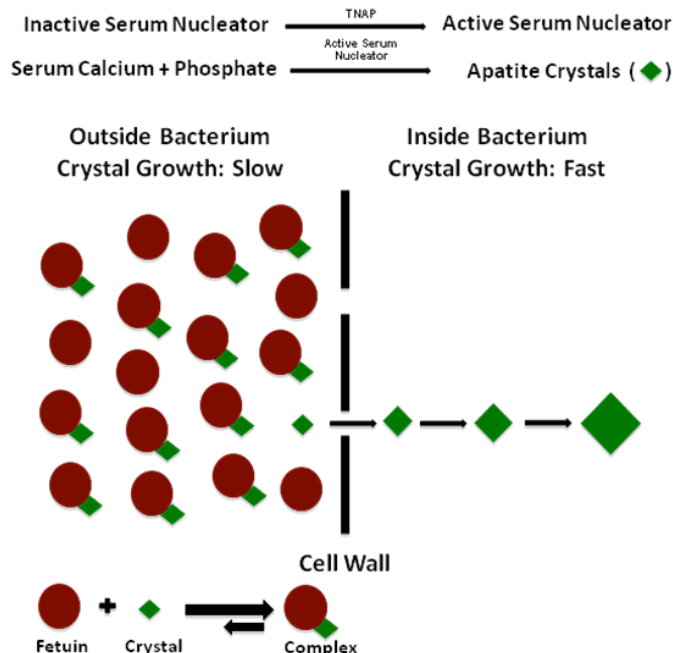 Inactive Serum Nucleator
TNAP
Active Serum Nucleator
Serum Calcium + Phosphate
Active Serum
Nucleator
Apatite Crystals ( )
Outside Bacterium
Crystal Growth: Slow
Inside Bacterium
Crystal Growth: Fast
Cell Wall
+
Fetuin
Crystal
Complex